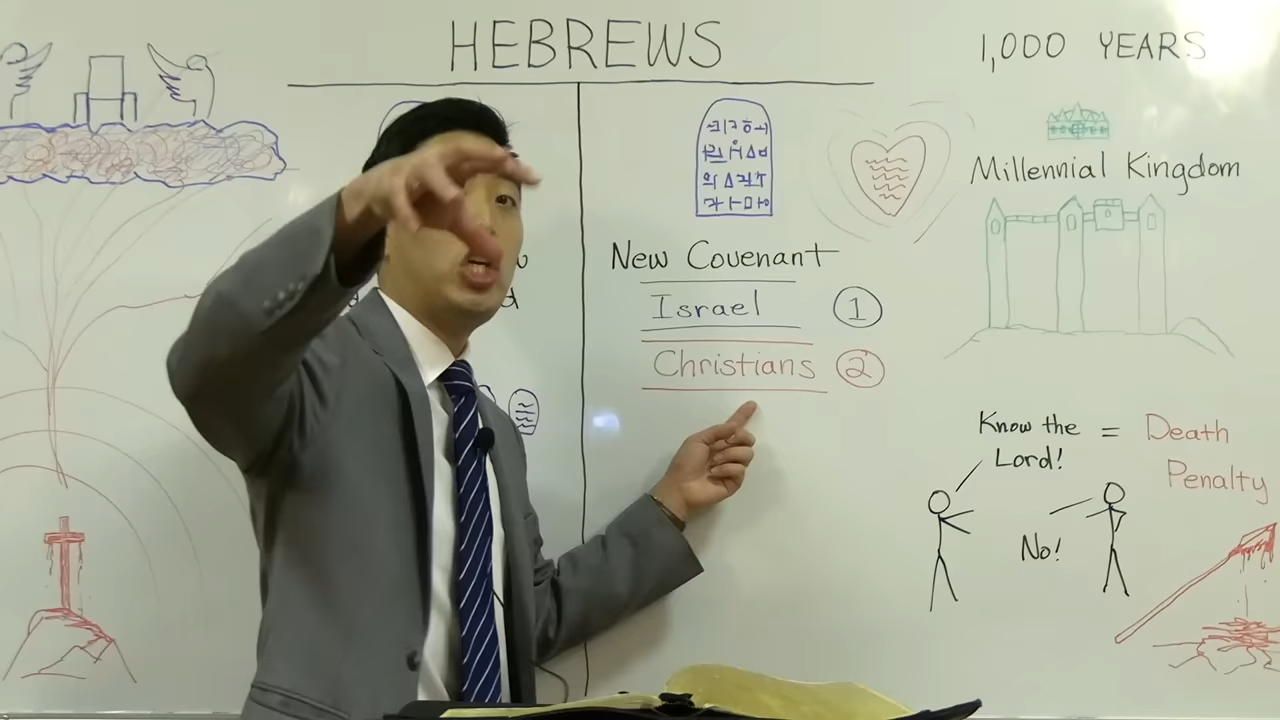 HEBREWS
New Covenant
Israel 1
Christians 2
1,000 YEARS
Millennial Kingdom
Know the = Death
Lord! Penalty
No!